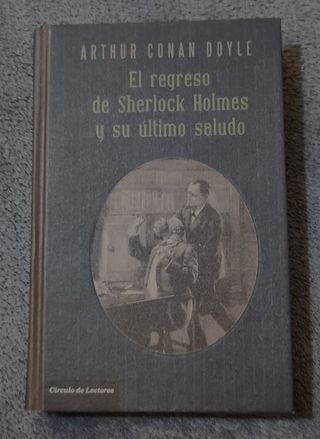 ARTHUR CONAN DOYLE
El regreso
de Sherlock Holmes
y su último saludo
Círculo de Lectores